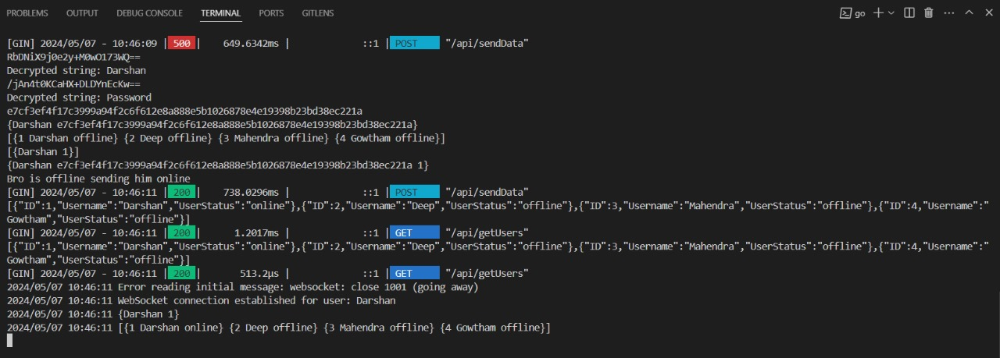 PROBLEMS OUTPUT DEBUG CONSOLE TERMINAL PORTS GITLENS go
[GIN] 2024/05/07 - 10:46:09 | 500 | 649.6342ms | ::1 | POST "/api/sendData"
RbDNiX9j0e2y+M0wO173WQ==
Decrypted string: Darshan
/jAn4t0KCaHX+DLDYnEcKw==
Decrypted string: Password
e7cf3ef4f17c3999a94f2c6f612e8a888e5b1026878e4e19398b23bd38ec221a
{Darshan e7cf3ef4f17c3999a94f2c6f612e8a888e5b1026878e4e19398b23bd38ec221a}
[{1 Darshan offline} {2 Deep offline} {3 Mahendra offline} {4 Gowtham offline}]
[{Darshan 1}]
{Darshan e7cf3ef4f17c3999a94f2c6f612e8a888e5b1026878e4e19398b23bd38ec221a 1}
Bro is offline sending him online
[GIN] 2024/05/07 - 10:46:11 | 200 | 738.0296ms | ::1 | POST "/api/sendData"
[{"ID":1,"Username":"Darshan","UserStatus":"online"},{"ID":2,"Username":"Deep","UserStatus":"offline"},{"ID":3,"Username":"Mahendra","UserStatus":"offline"},{"ID":4,"Username":"
Gowtham","UserStatus":"offline"}]
[GIN] 2024/05/07 - 10:46:11 | 200 | 1.2017ms | ::1 | GET "/api/getUsers"
[{"ID":1,"Username":"Darshan","UserStatus":"online"},{"ID":2,"Username":"Deep","UserStatus":"offline"},{"ID":3,"Username":"Mahendra","UserStatus":"offline"},{"ID":4,"Username":"
Gowtham","UserStatus":"offline"}]
[GIN] 2024/05/07 - 10:46:11 | 200 | 513.2µs | ::1 | GET "/api/getUsers"
2024/05/07 10:46:11 Error reading initial message: websocket: close 1001 (going away)
2024/05/07 10:46:11 WebSocket connection established for user: Darshan
2024/05/07 10:46:11 {Darshan 1}
2024/05/07 10:46:11 [{1 Darshan online} {2 Deep offline} {3 Mahendra offline} {4 Gowtham offline}]